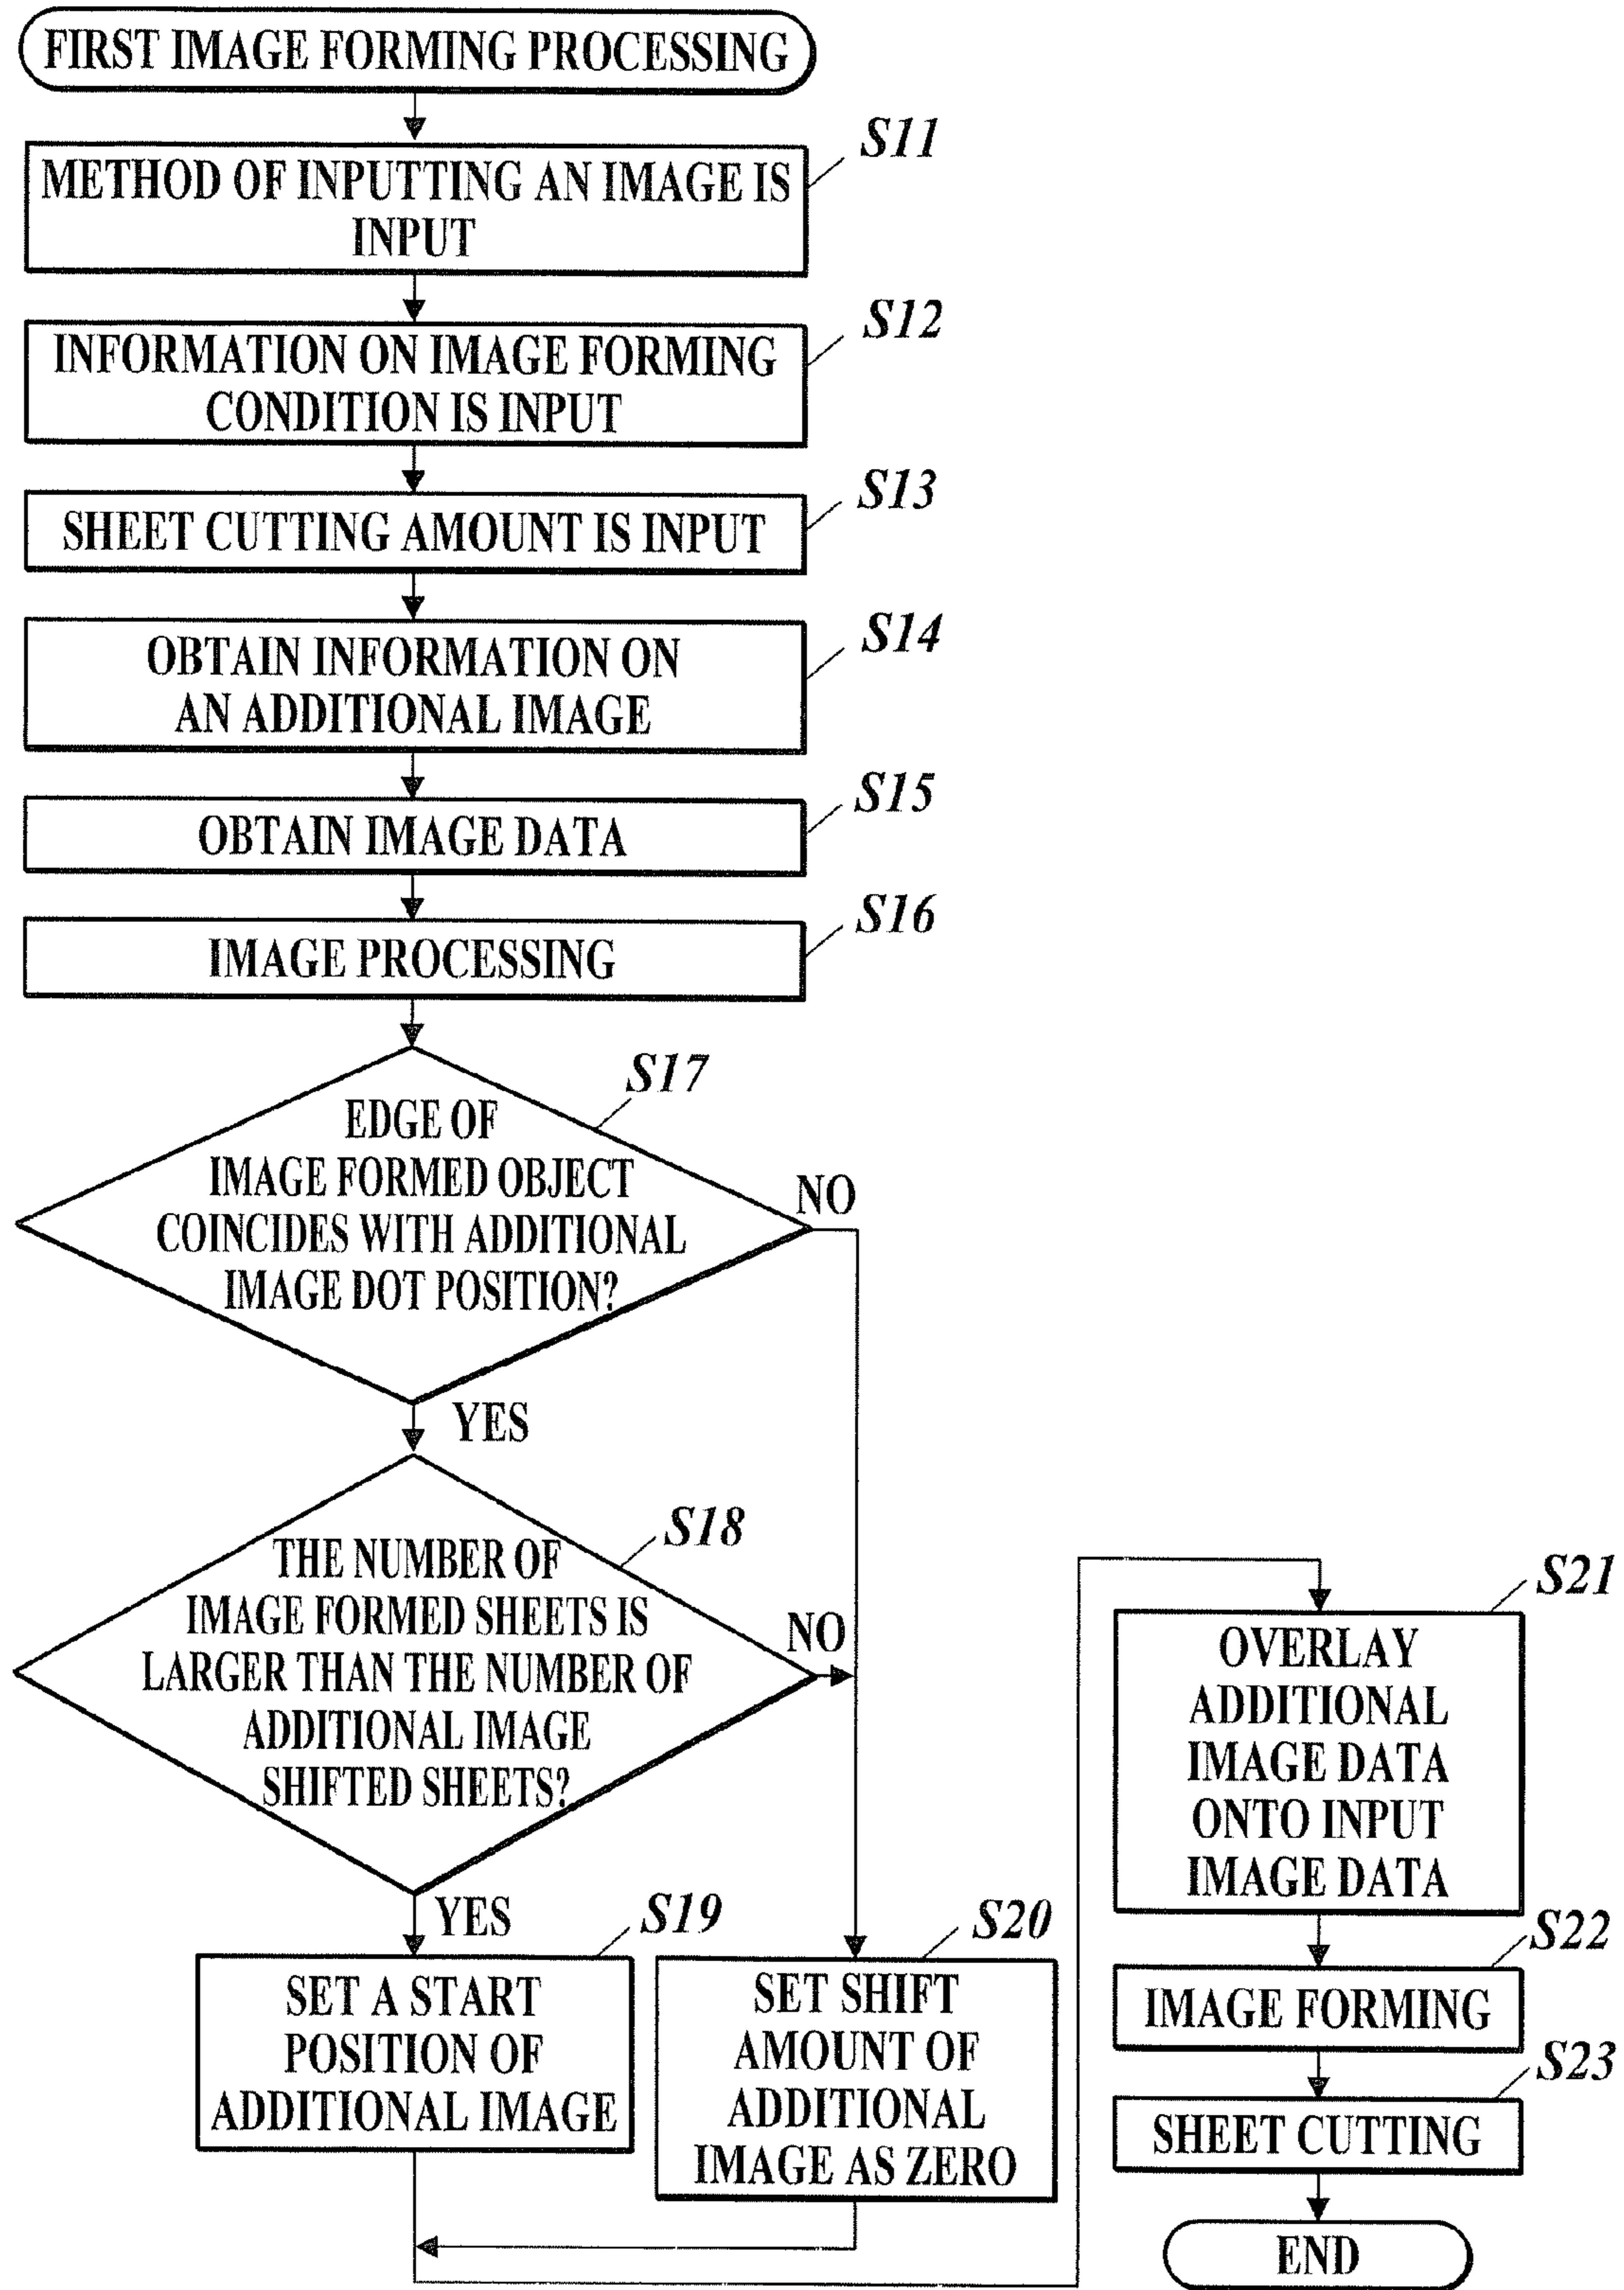 FIRST IMAGE FORMING PROCESSING
S11
METHOD OF INPUTTING AN IMAGE IS
INPUT
S12
INFORMATION ON IMAGE FORMING
CONDITION IS INPUT
S13
SHEET CUTTING AMOUNT IS INPUT
S14
OBTAIN INFORMATION ON
AN ADDITIONAL IMAGE
S15
OBTAIN IMAGE DATA
S16
IMAGE PROCESSING
S17
EDGE OF
IMAGE FORMED OBJECT
COINCIDES WITH ADDITIONAL
IMAGE DOT POSITION?
NO
YES
S18
THE NUMBER OF
IMAGE FORMED SHEETS IS
LARGER THAN THE NUMBER OF
ADDITIONAL IMAGE
SHIFTED SHEETS?
NO
YES
S19
SET A START
POSITION OF
ADDITIONAL IMAGE
S20
SET SHIFT
AMOUNT OF
ADDITIONAL
IMAGE AS ZERO
S21
OVERLAY
ADDITIONAL
IMAGE DATA
ONTO INPUT
IMAGE DATA
S22
IMAGE FORMING
S23
SHEET CUTTING
END